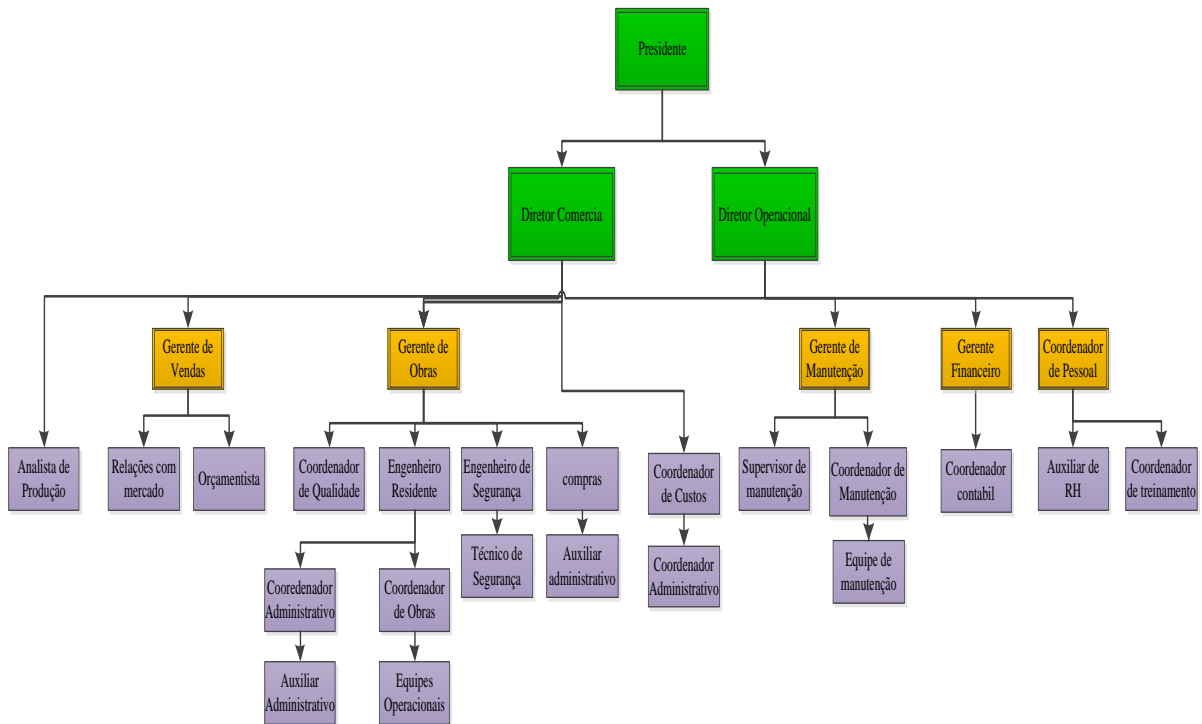 Presidente
Diretor Comercia
Diretor Operacional
Gerente de
Vendas
Gerente de
Obras
Gerente de
Manutenção
Gerente
Financeiro
Coordenador
de Pessoal
Analista de
Produção
Relações com
mercado
Orçamentista
Coordenador
de Qualidade
Engenheiro
Residente
Engenheiro de
Segurança
compras
Coordenador
de Custos
Supervisor de
manutenção
Coordenador de
Manutenção
Coordenador
contabil
Auxiliar de
RH
Coordenador
de treinamento
Cooredenador
Administrativo
Coordenador
de Obras
Técnico de
Segurança
Auxiliar
administrativo
Coordenador
Administrativo
Equipe de
manutenção
Auxiliar
Administrativo
Equipes
Operacionais